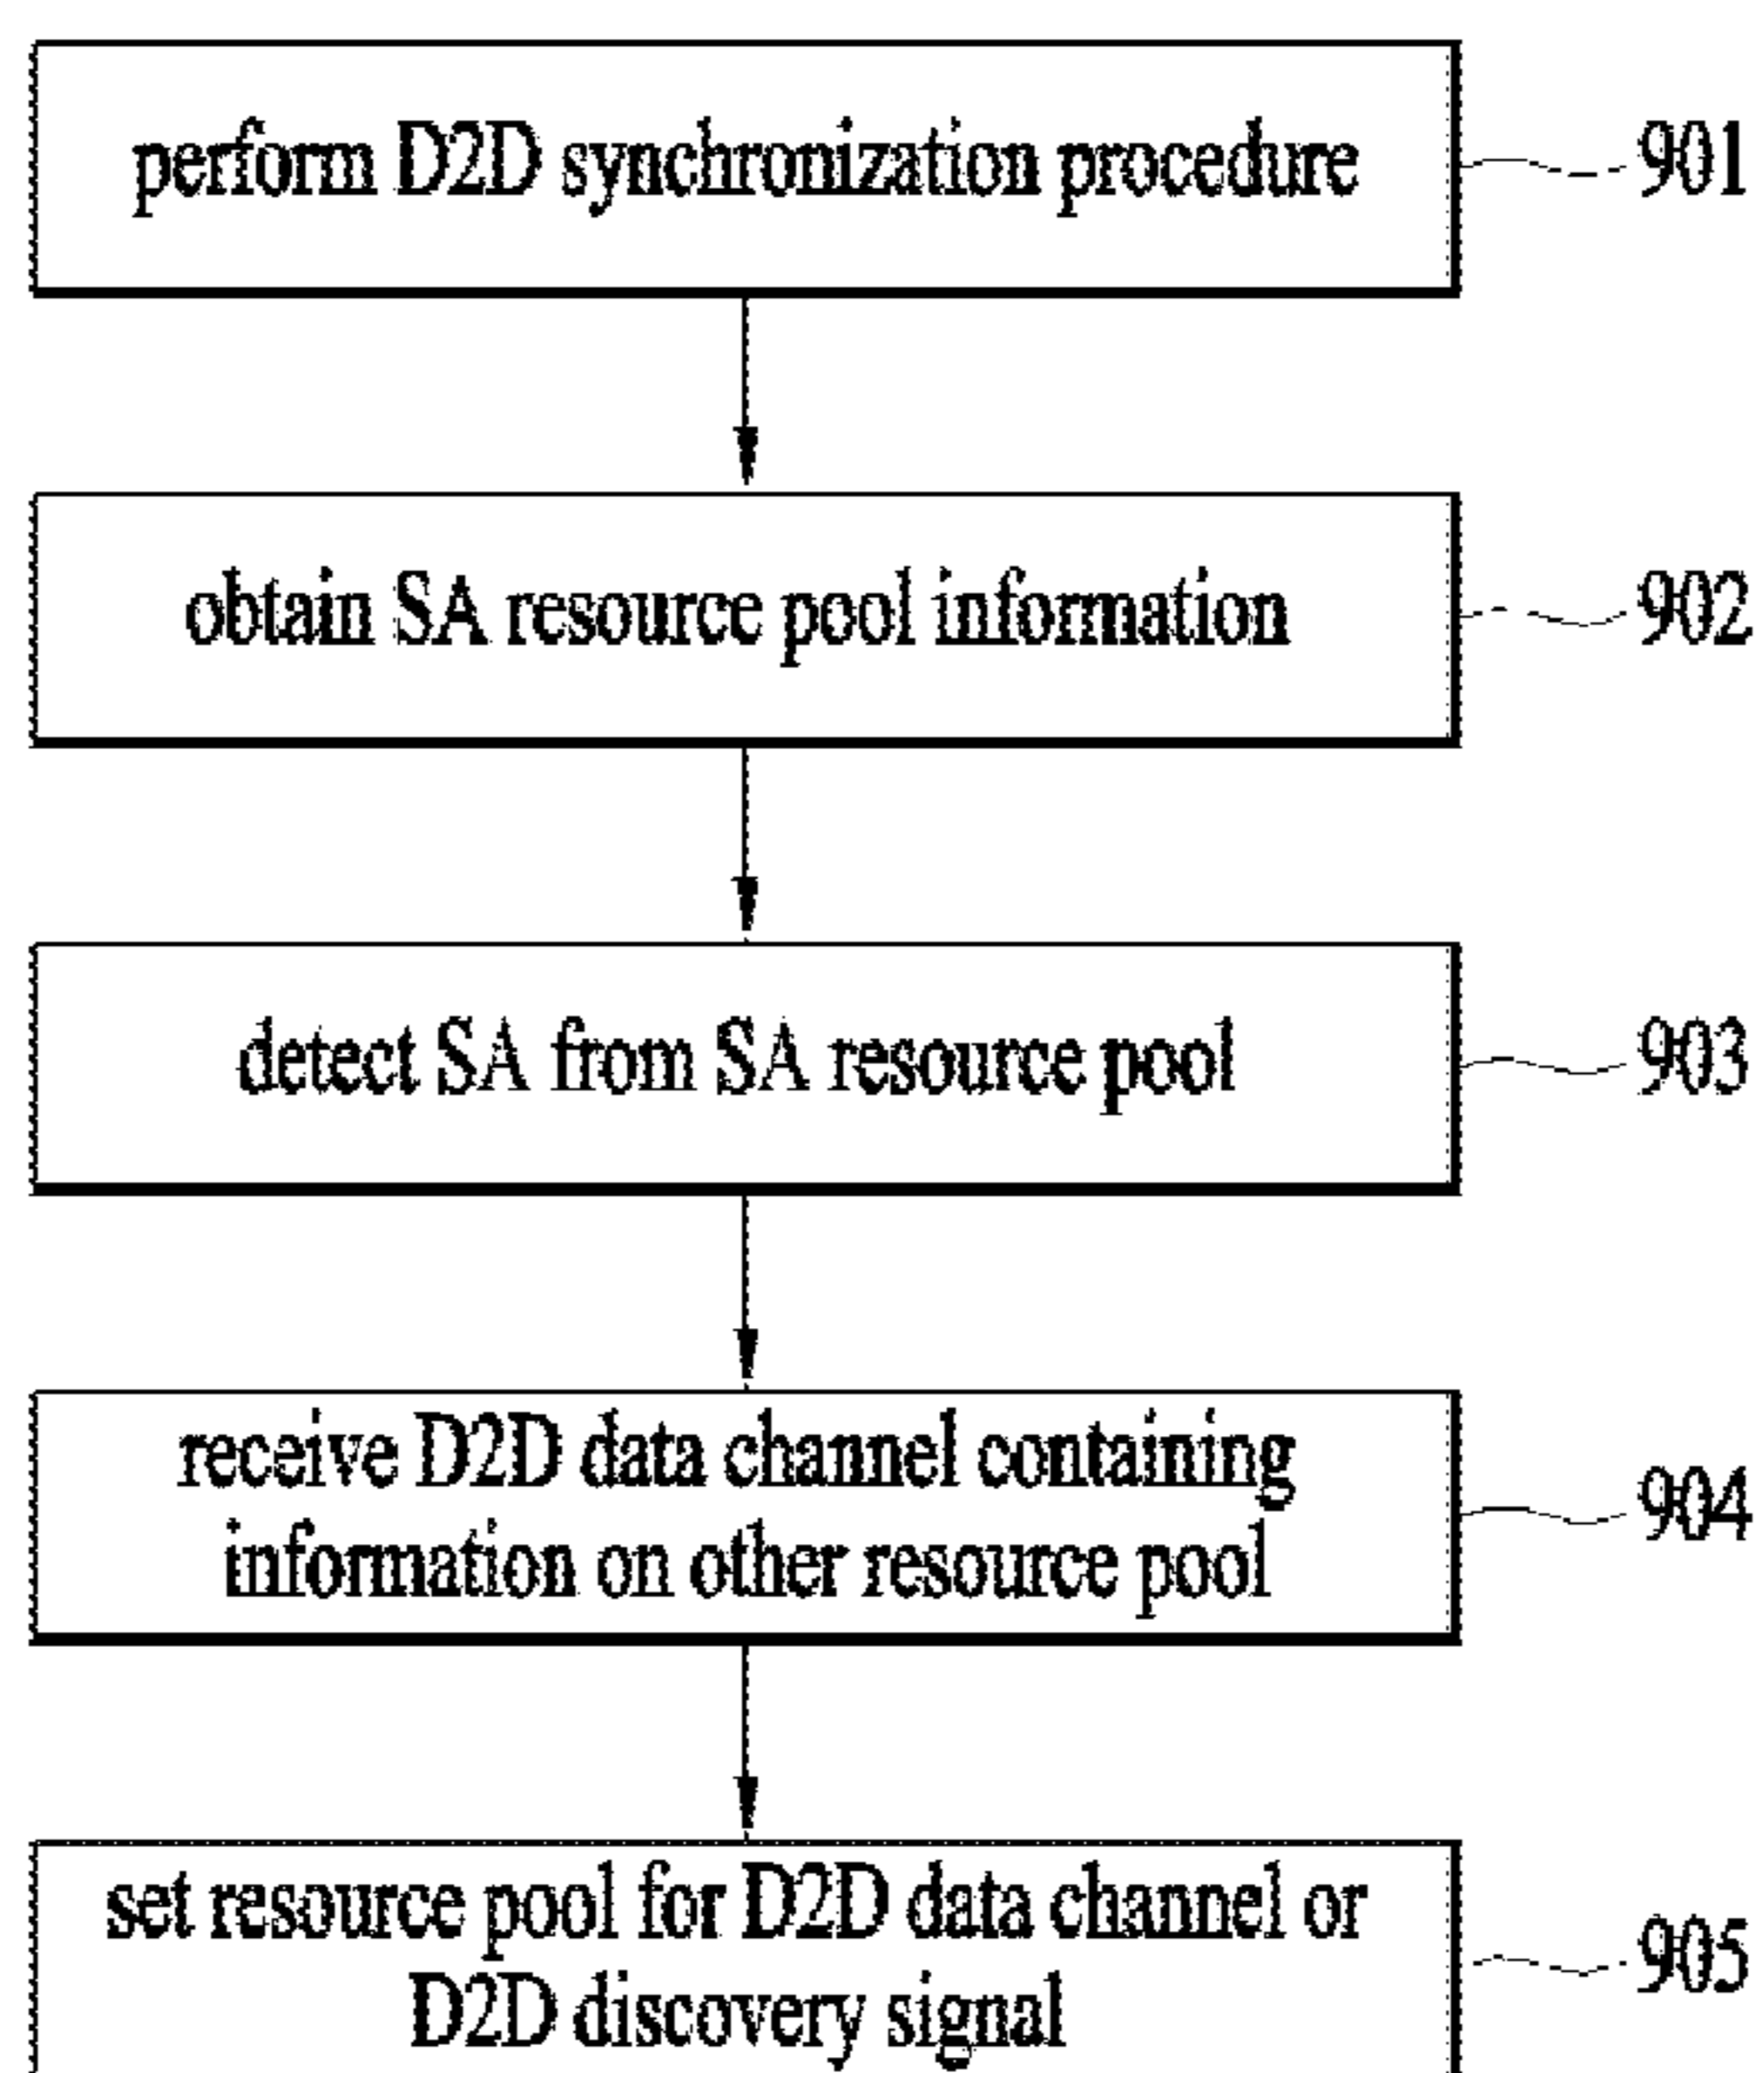 perform D2D synchronization procedure
901
obtain SA resource pool information
902
detect SA from SA resource pool
903
receive D2D data channel containing
information on other resource pool
904
set resource pool for D2D data channel or
D2D discovery signal
905